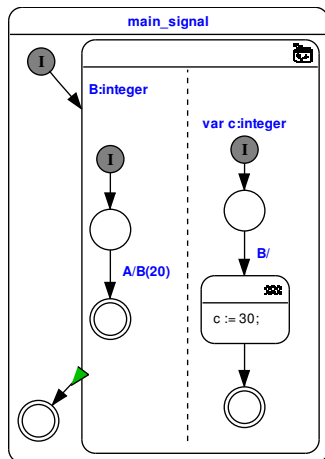 main_signal
I
B:integer
var c:integer
I
I
A/B(20)
B/
c := 30;